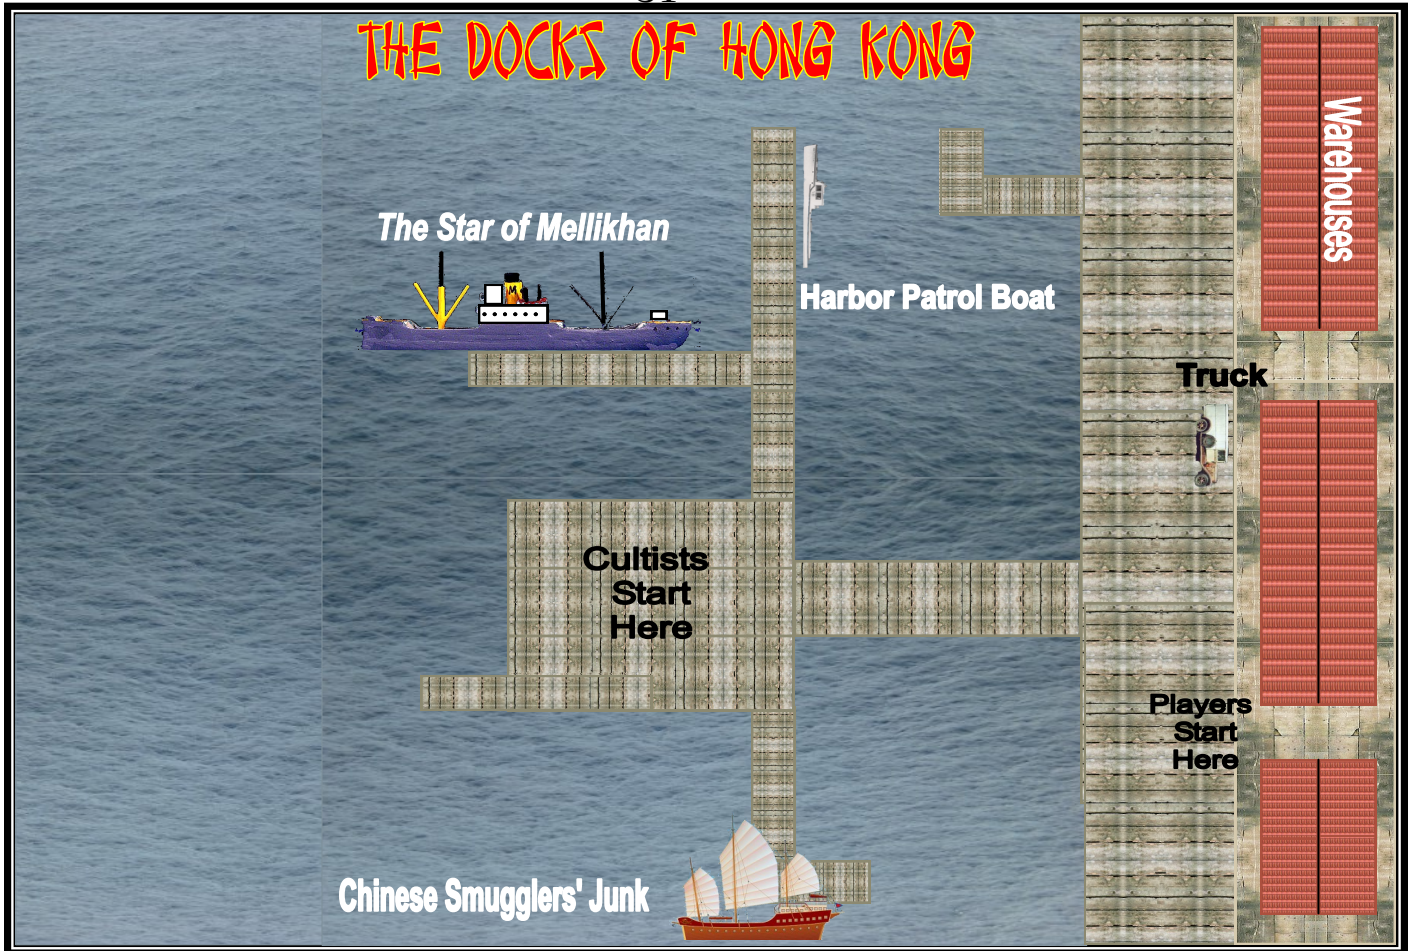 THE DOCKS OF HONG KONG
Warehouses
The Star of Mellikhan
M
Harbor Patrol Boat
Truck
Cultists
Start
Here
Players
Start
Here
Chinese Smugglers' Junk